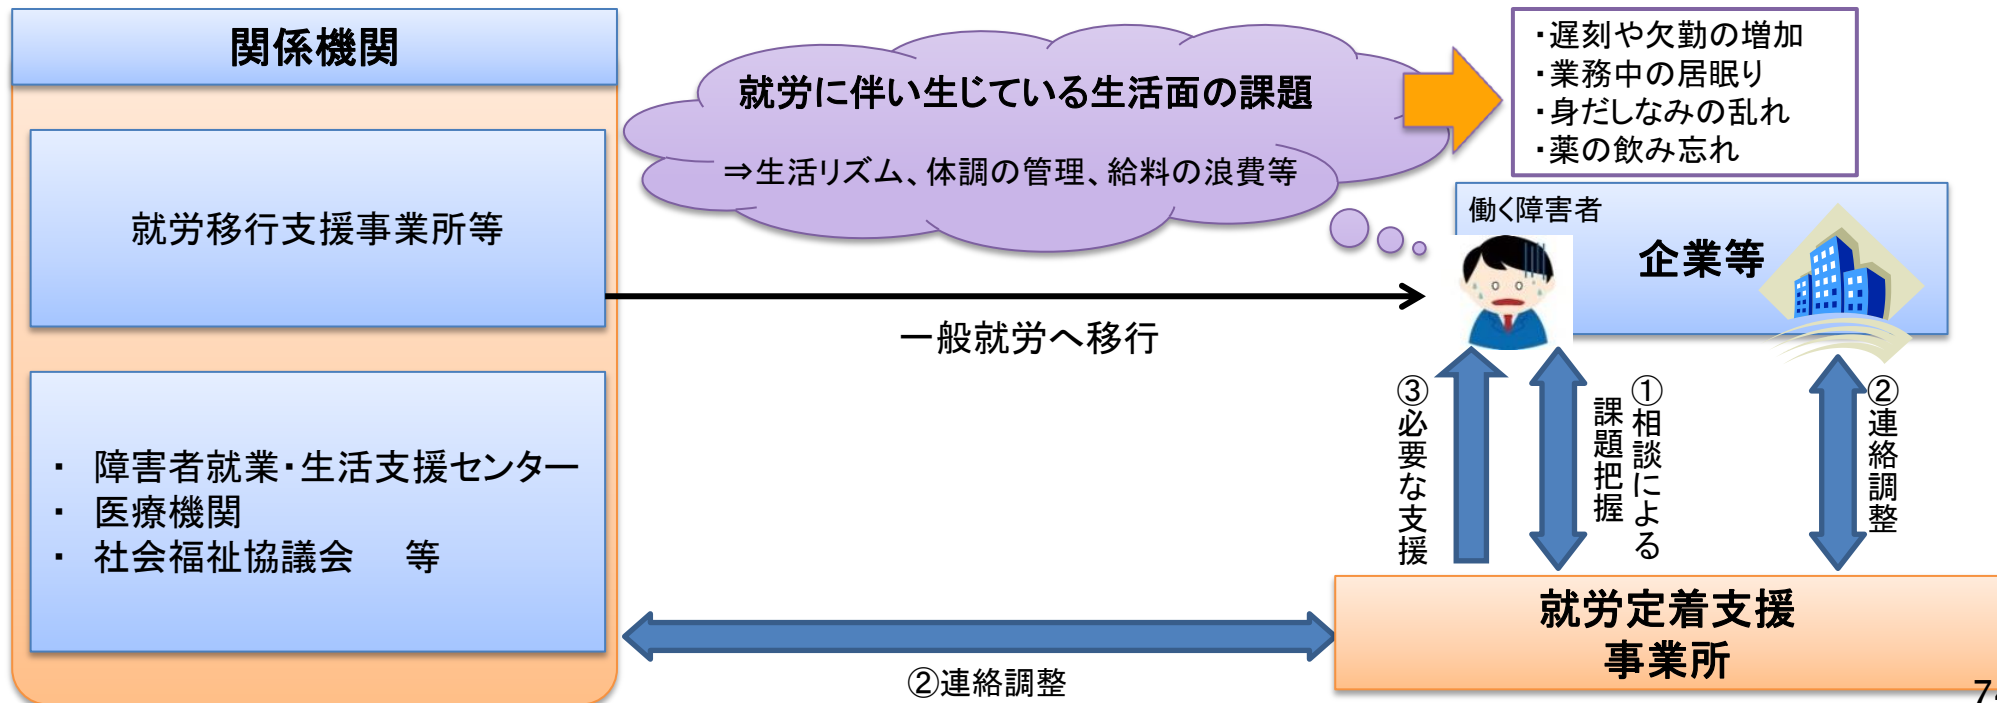 関係機関
就労移行支援事業所等
・ 障害者就業・生活支援センター
・ 医療機関
・ 社会福祉協議会 等
就労に伴い生じている生活面の課題
⇒生活リズム、体調の管理、給料の浪費等
・遅刻や欠勤の増加
・業務中の居眠り
・身だしなみの乱れ
・薬の飲み忘れ
働く障害者
企業等
一般就労へ移行
③必要な支援
①相談による
課題把握
②連絡調整
②連絡調整
就労定着支援
事業所